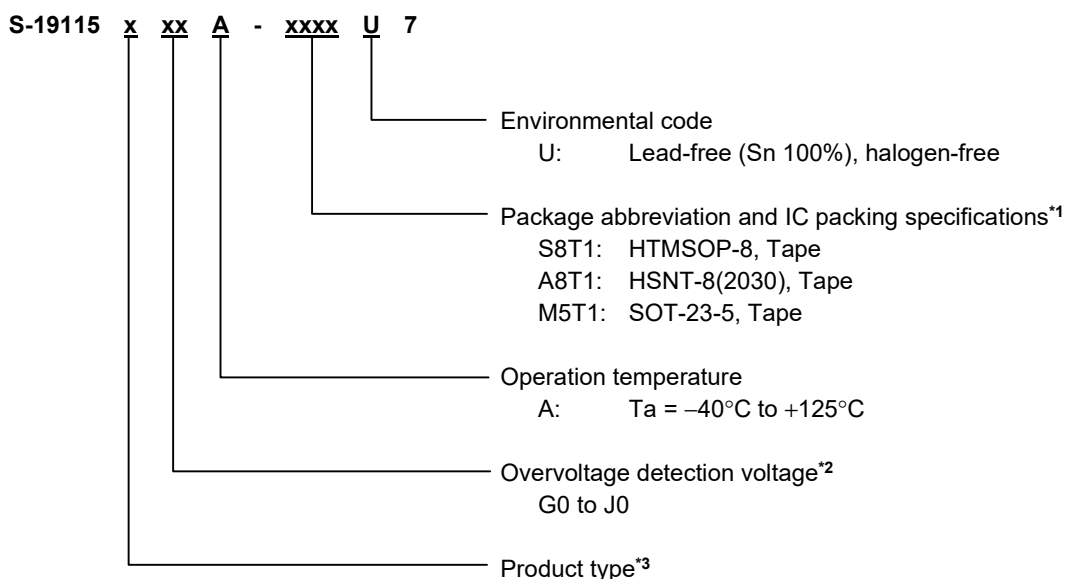 S-19115 x xx A - xxxx U 7
Environmental code
U: Lead-free (Sn 100%), halogen-free
Package abbreviation and IC packing specifications*1
S8T1: HTMSOP-8, Tape
A8T1: HSNT-8(2030), Tape
M5T1: SOT-23-5, Tape
Operation temperature
A: Ta = −40°C to +125°C
Overvoltage detection voltage*2
G0 to J0
Product type*3